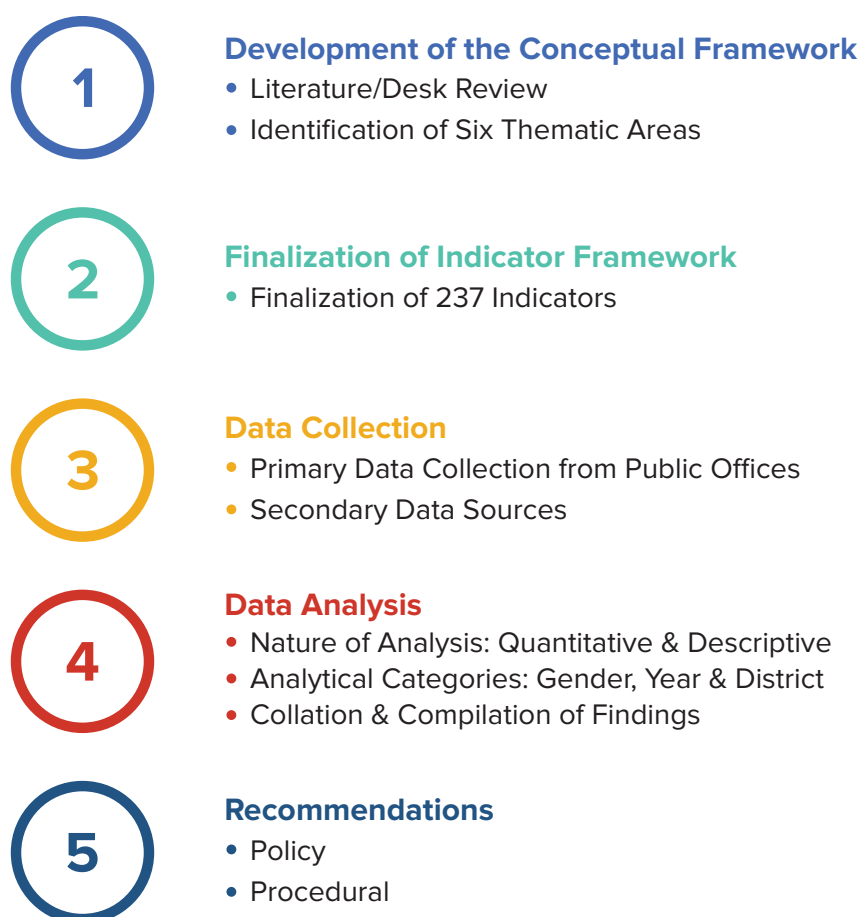 1
Development of the Conceptual Framework
• Literature/Desk Review
• Identification of Six Thematic Areas
2
Finalization of Indicator Framework
• Finalization of 237 Indicators
3
Data Collection
• Primary Data Collection from Public Offices
• Secondary Data Sources
4
Data Analysis
• Nature of Analysis: Quantitative & Descriptive
• Analytical Categories: Gender, Year & District
• Collation & Compilation of Findings
5
Recommendations
• Policy
• Procedural